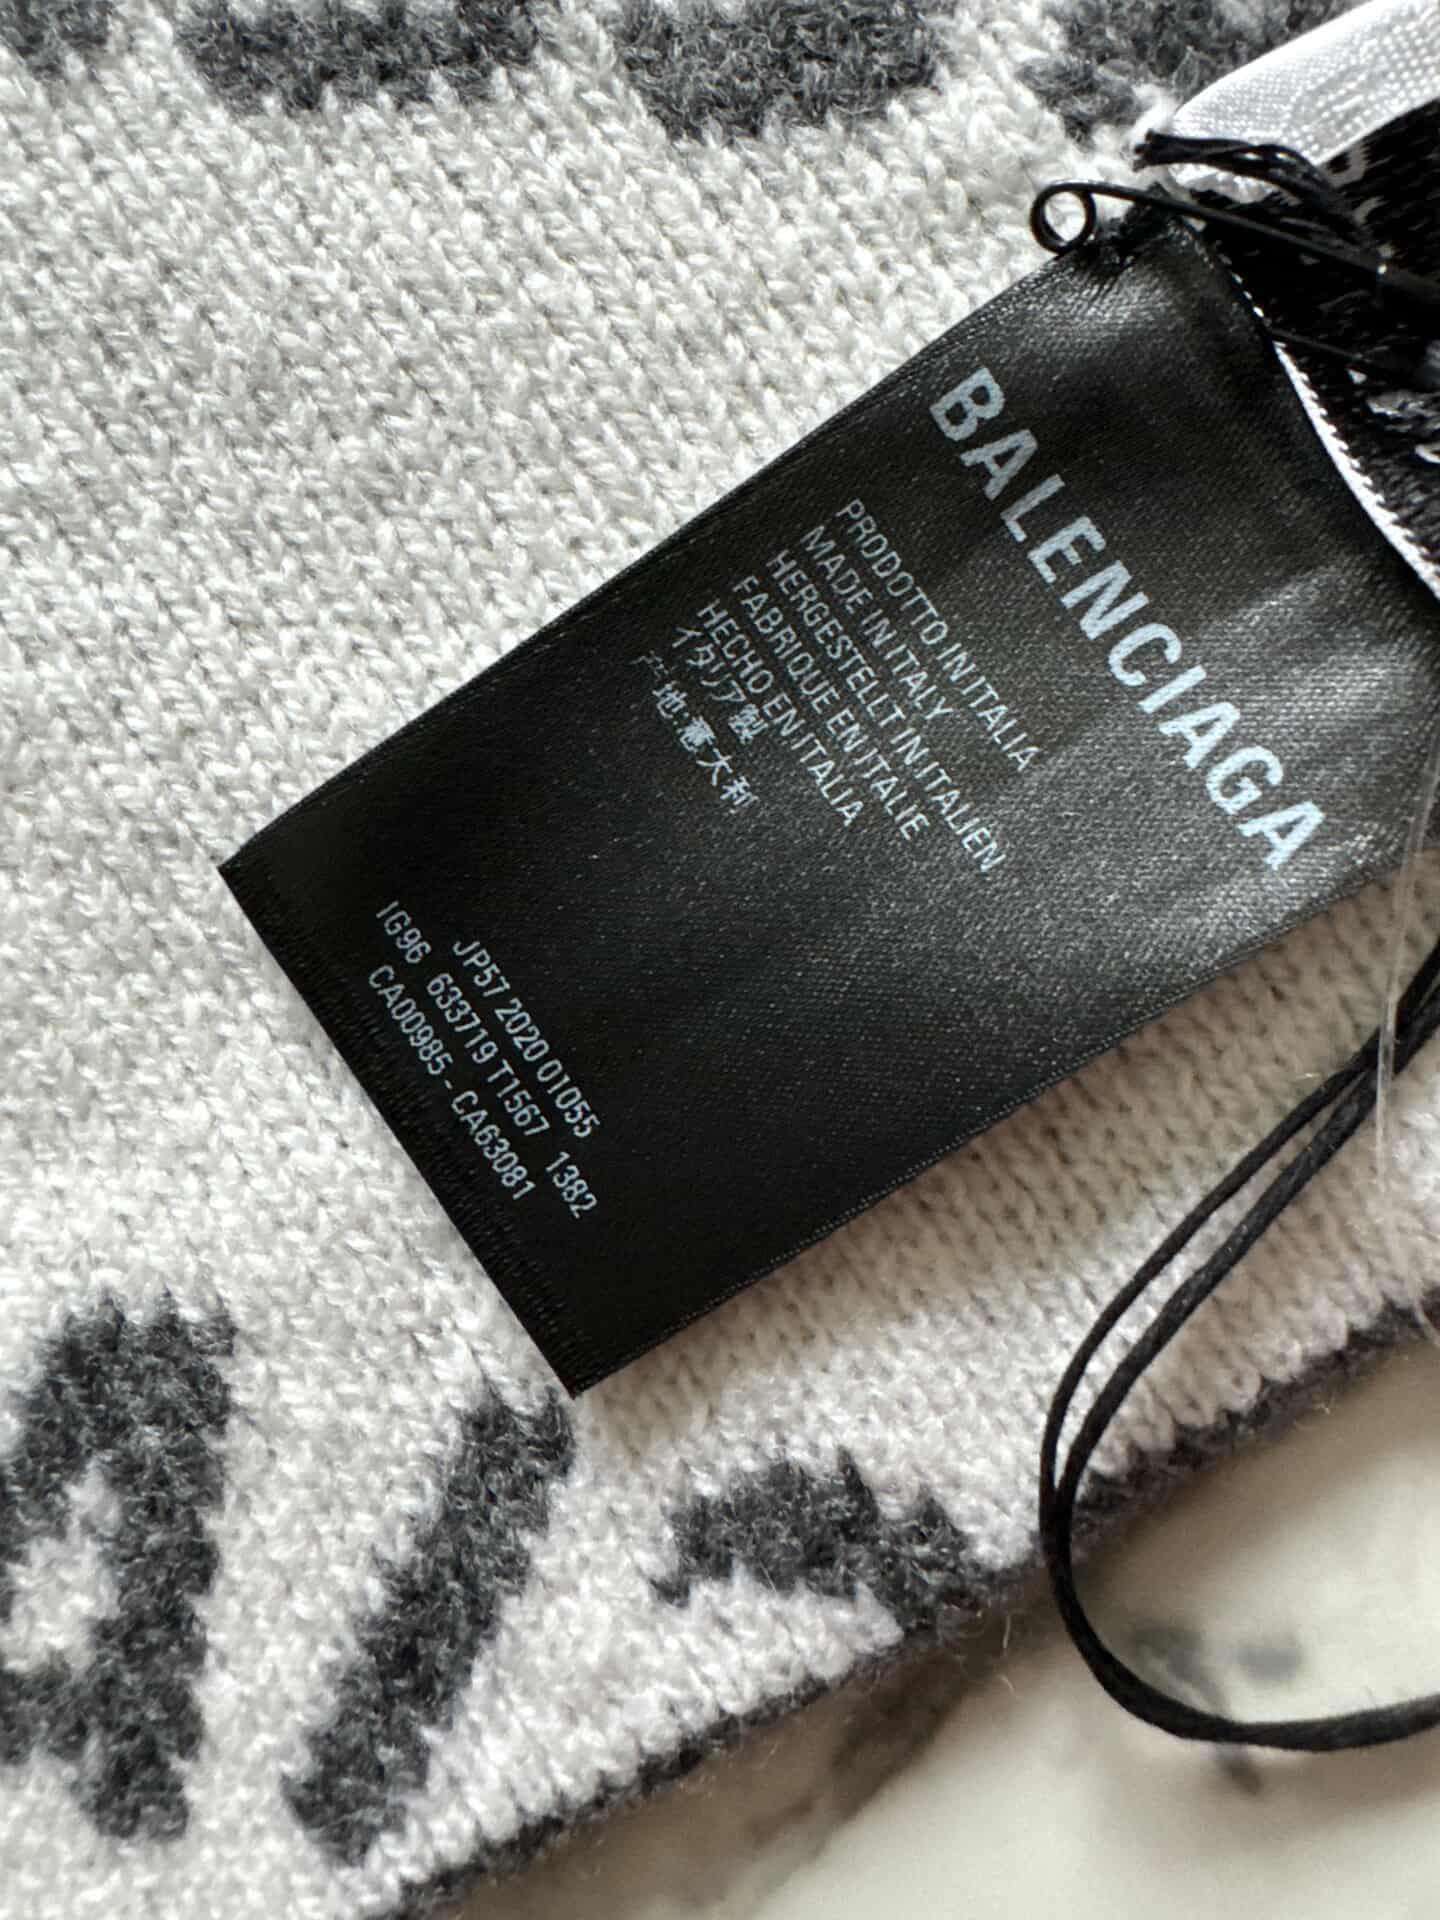 BALENCIAGA
PRODOTTO IN ITALIA
MADE IN ITALY
HERGESTELLT IN ITALIEN
FABRIQUE EN ITALIE
HECHO EN ITALIA
イタリア製
产地:意大利
JP57 2020 01055
IG96 633719 T1567 1382
CA00985 - CA63081